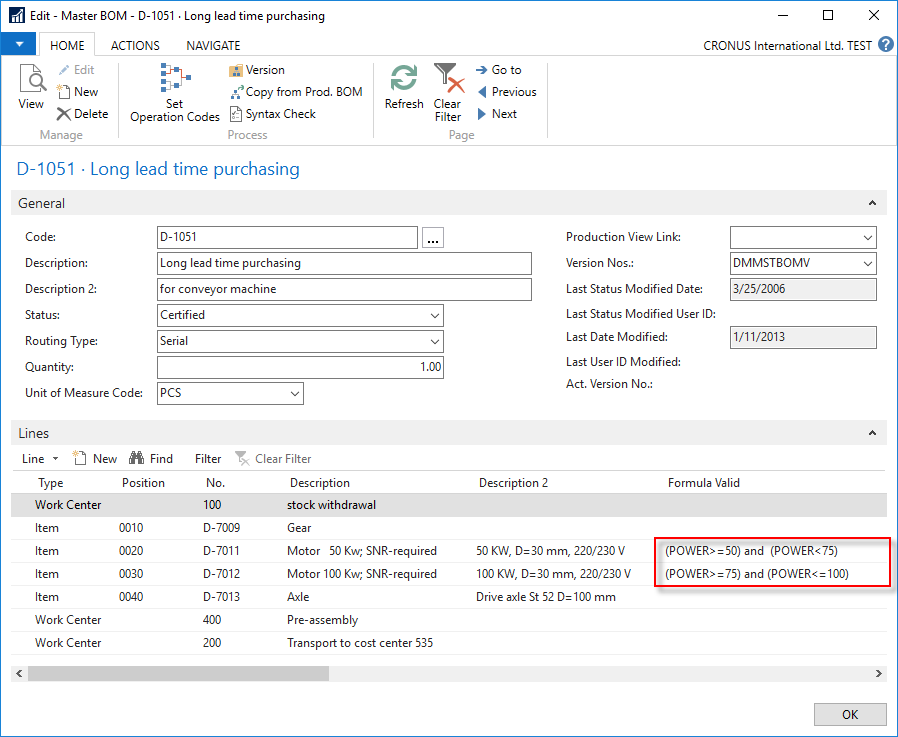 Edit - Master BOM - D-1051 · Long lead time purchasing
HOME ACTIONS NAVIGATE CRONUS International Ltd. TEST ?
View
Edit
New
Delete
Manage
Set
Operation Codes
Version
Copy from Prod. BOM
Syntax Check
Process
Refresh
Clear
Filter
Go to
Previous
Next
Page
D-1051 · Long lead time purchasing
General
Code: D-1051 ...
Description: Long lead time purchasing
Description 2: for conveyor machine
Status: Certified
Routing Type: Serial
Quantity: 1.00
Unit of Measure Code: PCS
Production View Link:
Version Nos.: DMMSTBOMV
Last Status Modified Date: 3/25/2006
Last Status Modified User ID:
Last Date Modified: 1/11/2013
Last User ID Modified:
Act. Version No.:
Lines
Line New Find Filter Clear Filter
Type Position No. Description Description 2 Formula Valid
Work Center 100 stock withdrawal
Item 0010 D-7009 Gear
Item 0020 D-7011 Motor 50 Kw; SNR-required 50 KW, D=30 mm, 220/230 V (POWER>=50) and (POWER<75)
Item 0030 D-7012 Motor 100 Kw; SNR-required 100 KW, D=30 mm, 220/230 V (POWER>=75) and (POWER<=100)
Item 0040 D-7013 Axle Drive axle St 52 D=100 mm
Work Center 400 Pre-assembly
Work Center 200 Transport to cost center 535
OK